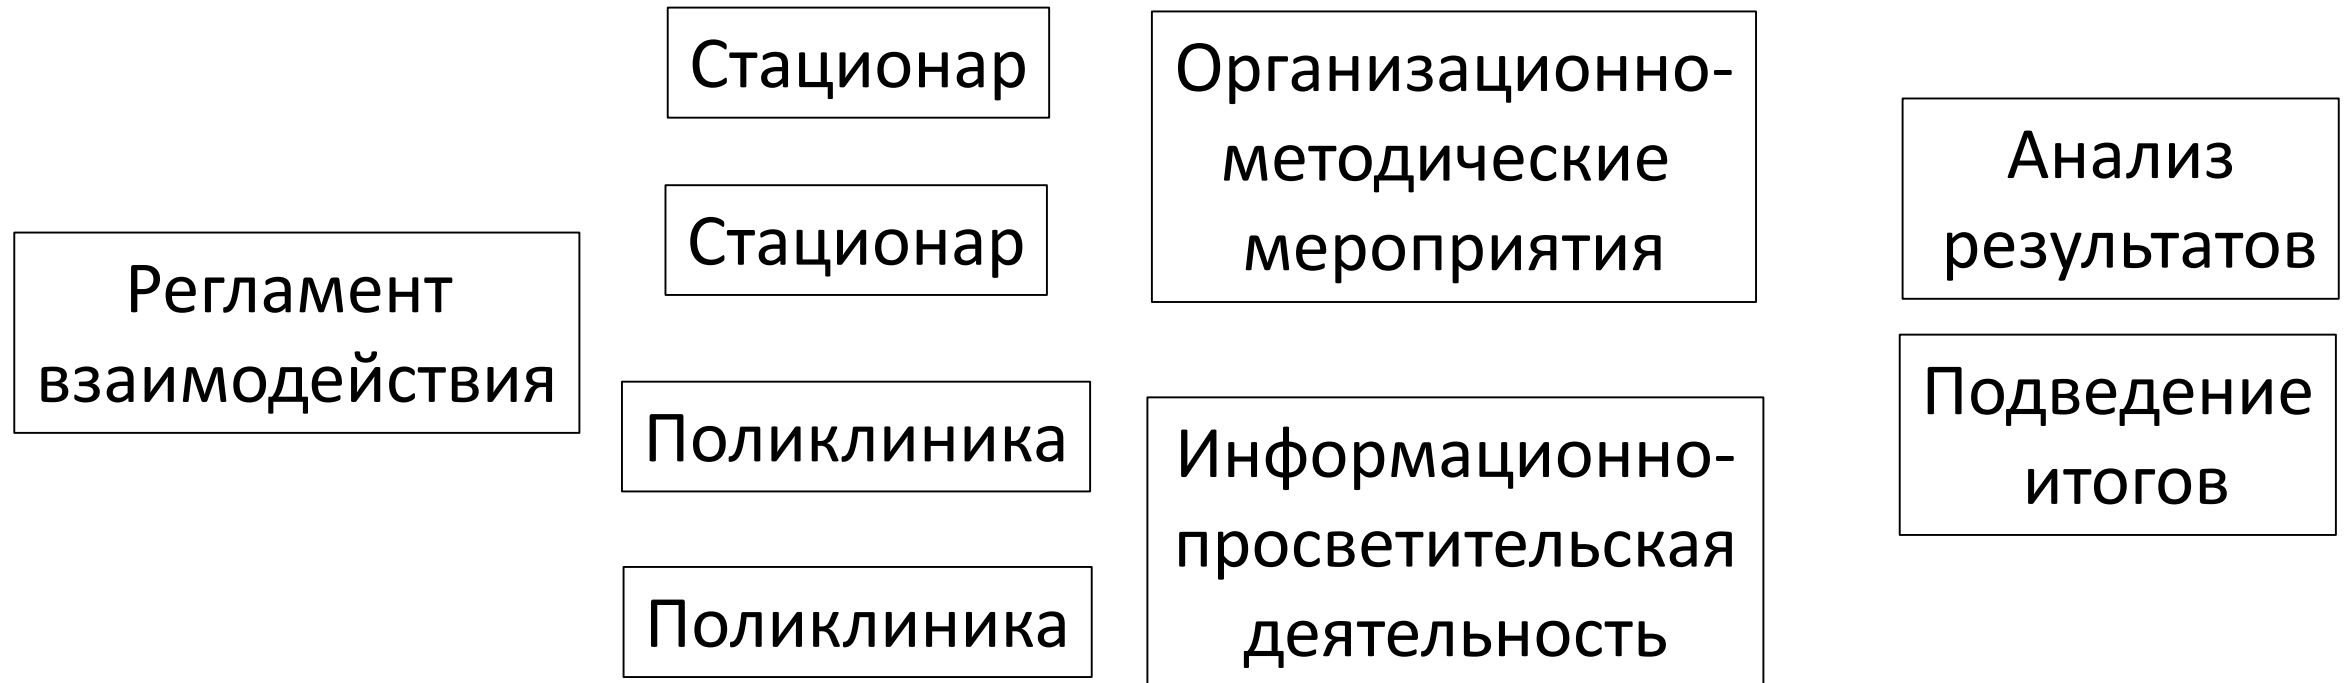 Регламент
взаимодействия
Стационар
Стационар
Поликлиника
Поликлиника
Организационно-
методические
мероприятия
Информационно-
просветительская
деятельность
Анализ
результатов
Подведение
итогов